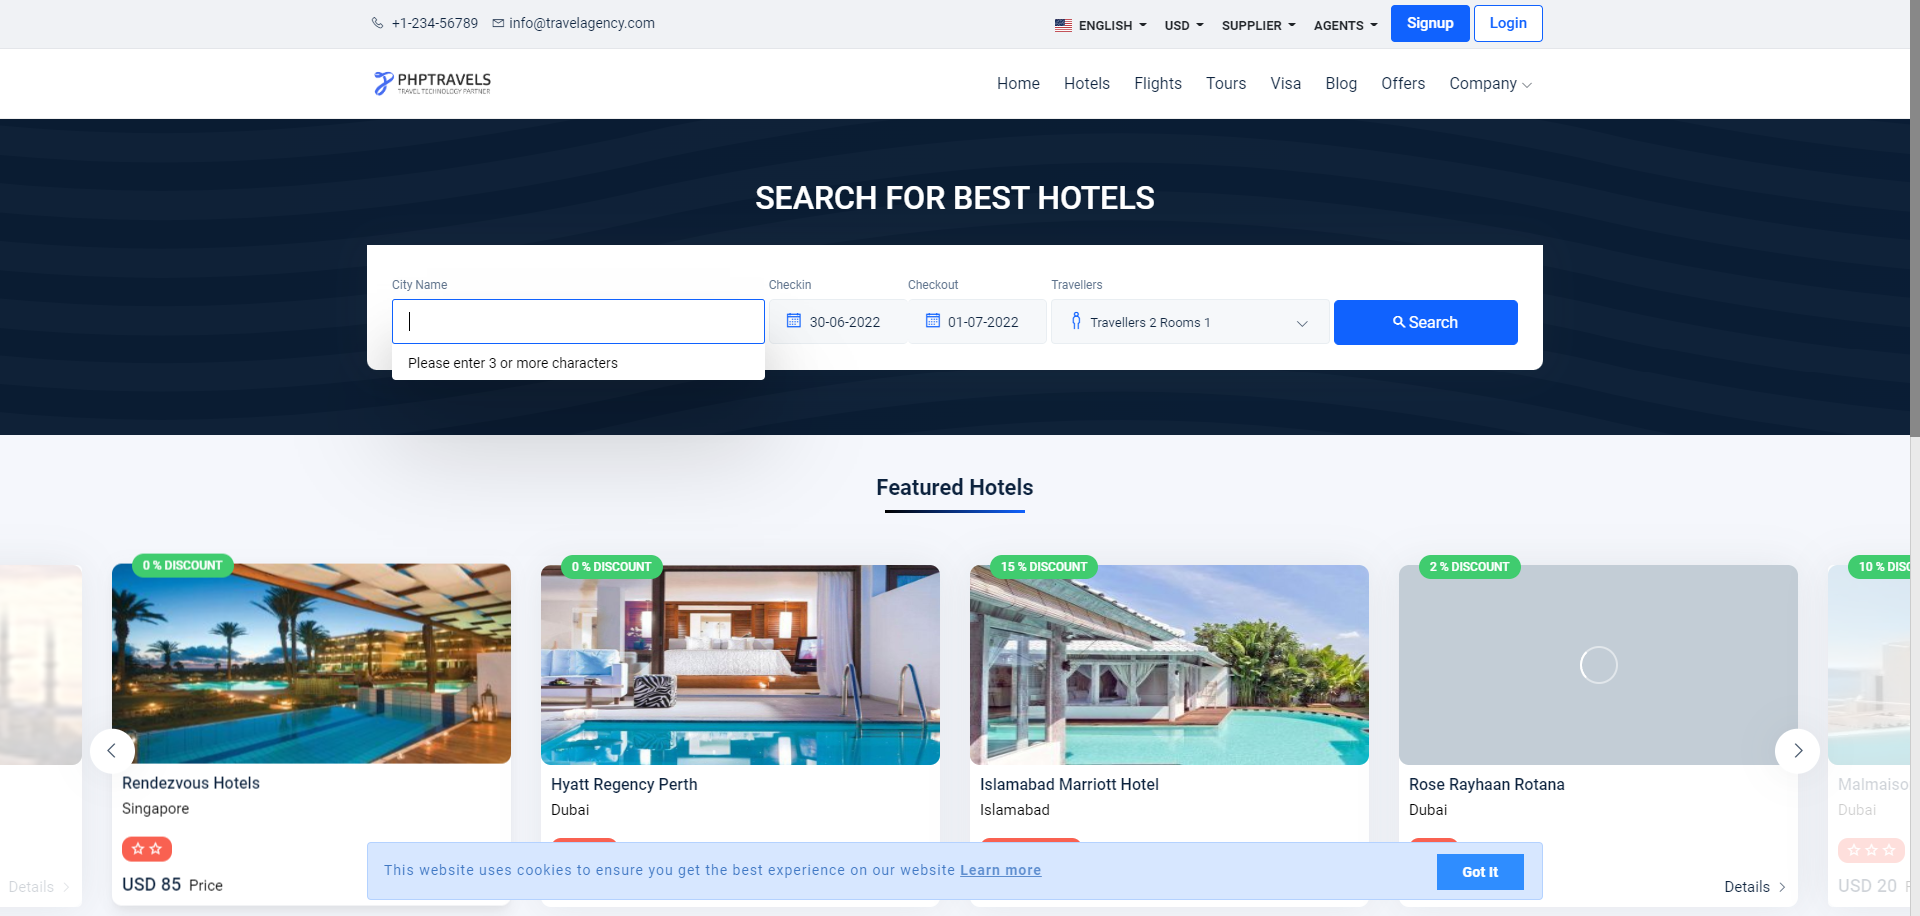 +1-234-56789 info@travelagency.com
ENGLISH USD SUPPLIER AGENTS Signup Login
PHPTRAVELS
TRAVEL TECHNOLOGY PARTNER
Home Hotels Flights Tours Visa Blog Offers Company
SEARCH FOR BEST HOTELS
City Name Checkin Checkout Travellers
30-06-2022 01-07-2022 Travellers 2 Rooms 1 Search
Please enter 3 or more characters
Featured Hotels
0 % DISCOUNT 0 % DISCOUNT 15 % DISCOUNT 2 % DISCOUNT 10 % DISC
Rendezvous Hotels Hyatt Regency Perth Islamabad Marriott Hotel Rose Rayhaan Rotana Malmaiso
Singapore Dubai Islamabad Dubai Dubai
This website uses cookies to ensure you get the best experience on our website Learn more Got It
Details USD 85 Price Details USD 20